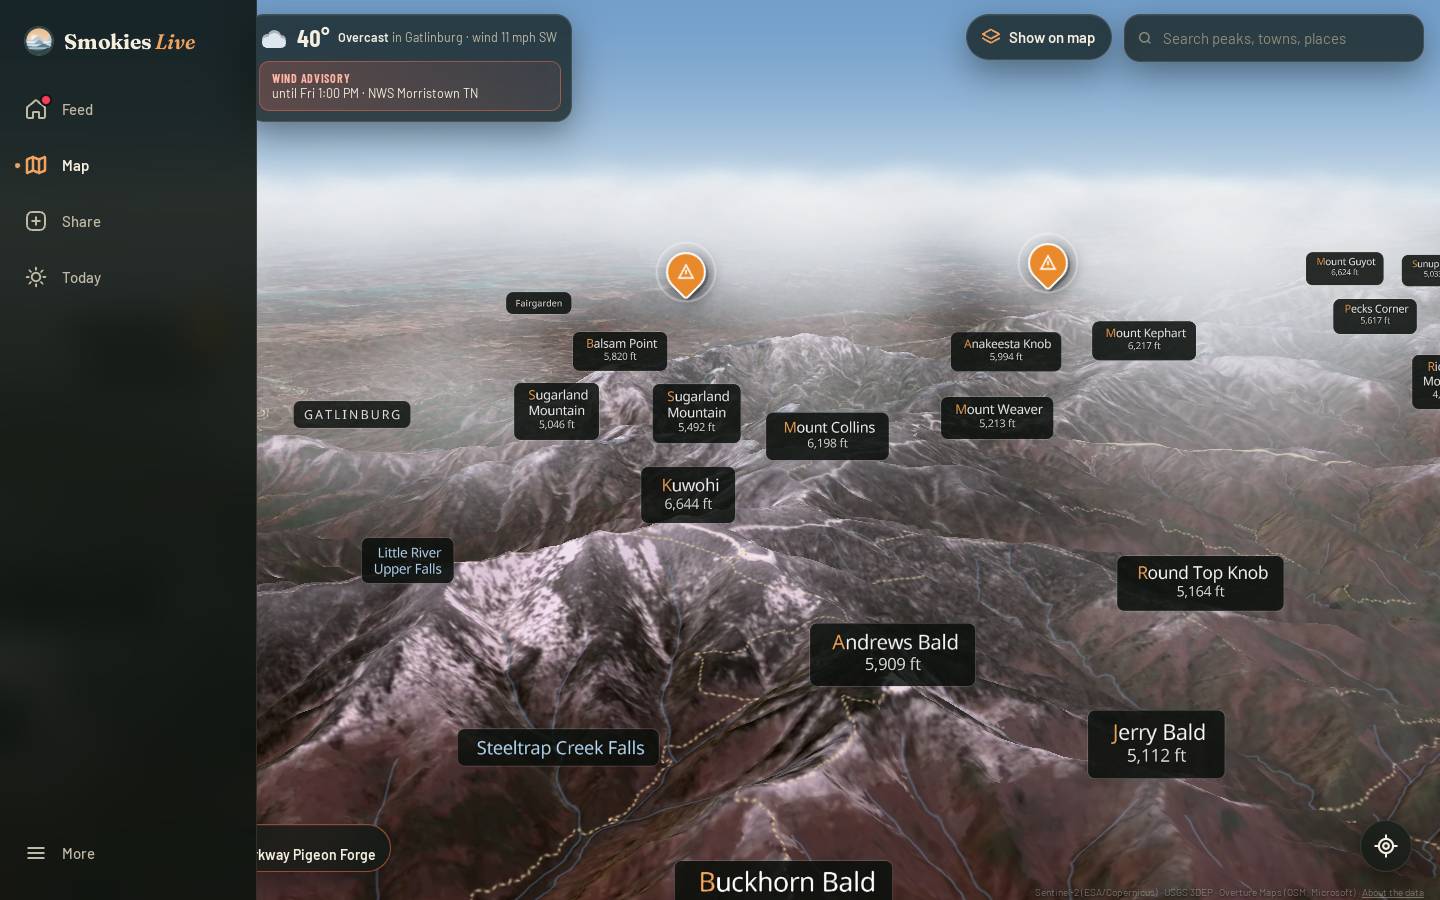 Smokies Live
Feed
Map
Share
Today
More
40° Overcast in Gatlinburg · wind 11 mph SW
WIND ADVISORY
until Fri 1:00 PM · NWS Morristown TN
Show on map
Search peaks, towns, places
Mount Guyot
6,624 ft
Pecks Corner
5,617 ft
Fairgarden
Balsam Point
5,820 ft
Anakeesta Knob
5,994 ft
Mount Kephart
6,217 ft
GATLINBURG
Sugarland
Mountain
5,046 ft
Sugarland
Mountain
5,492 ft
Mount Collins
6,198 ft
Mount Weaver
5,213 ft
Kuwohi
6,644 ft
Little River
Upper Falls
Round Top Knob
5,164 ft
Andrews Bald
5,909 ft
Steeltrap Creek Falls
Jerry Bald
5,112 ft
rkway Pigeon Forge
Buckhorn Bald
Sentinel-2 (ESA/Copernicus) · USGS 3DEP · Overture Maps (OSM, Microsoft) · About the data